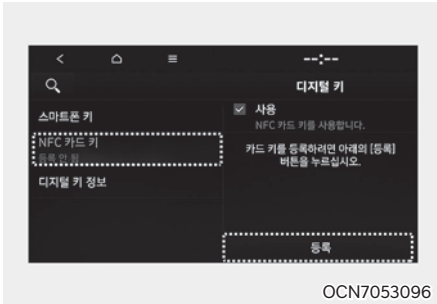 --:--
디지털 키
스마트폰 키
NFC 카드 키
등록 안 됨
디지털 키 정보
사용
NFC 카드 키를 사용합니다.
카드 키를 등록하려면 아래의 [등록]
버튼을 누르십시오.
등록
OCN7053096